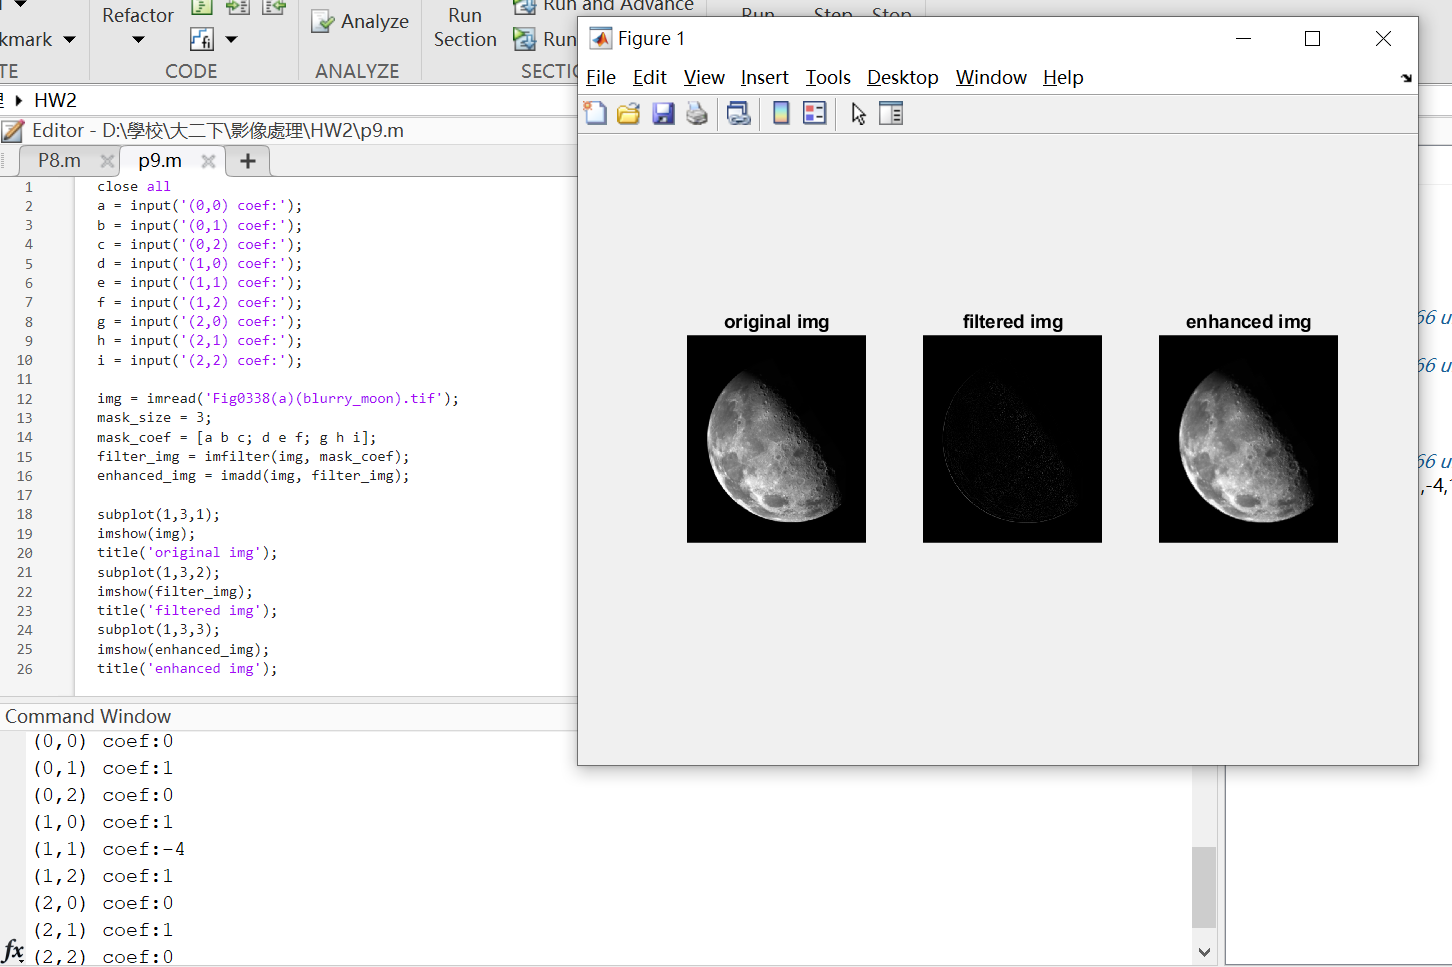 Refactor
Analyze
Run
Section
Run and Advance
Run
kmark
CODE
ANALYZE
HW2
Editor - D:\學校\大二下\影像處理\HW2\p9.m
P8.m
p9.m
1 close all
2 a = input('(0,0) coef:');
3 b = input('(0,1) coef:');
4 c = input('(0,2) coef:');
5 d = input('(1,0) coef:');
6 e = input('(1,1) coef:');
7 f = input('(1,2) coef:');
8 g = input('(2,0) coef:');
9 h = input('(2,1) coef:');
10 i = input('(2,2) coef:');
11
12 img = imread('Fig0338(a)(blurry_moon).tif');
13 mask_size = 3;
14 mask_coef = [a b c; d e f; g h i];
15 filter_img = imfilter(img, mask_coef);
16 enhanced_img = imadd(img, filter_img);
17
18 subplot(1,3,1);
19 imshow(img);
20 title('original img');
21 subplot(1,3,2);
22 imshow(filter_img);
23 title('filtered img');
24 subplot(1,3,3);
25 imshow(enhanced_img);
26 title('enhanced img');
Command Window
(0,0) coef:0
(0,1) coef:1
(0,2) coef:0
(1,0) coef:1
(1,1) coef:-4
(1,2) coef:1
(2,0) coef:0
(2,1) coef:1
fx (2,2) coef:0
Figure 1
File Edit View Insert Tools Desktop Window Help
original img
filtered img
enhanced img
66 u
66 u
66 u
,-4,